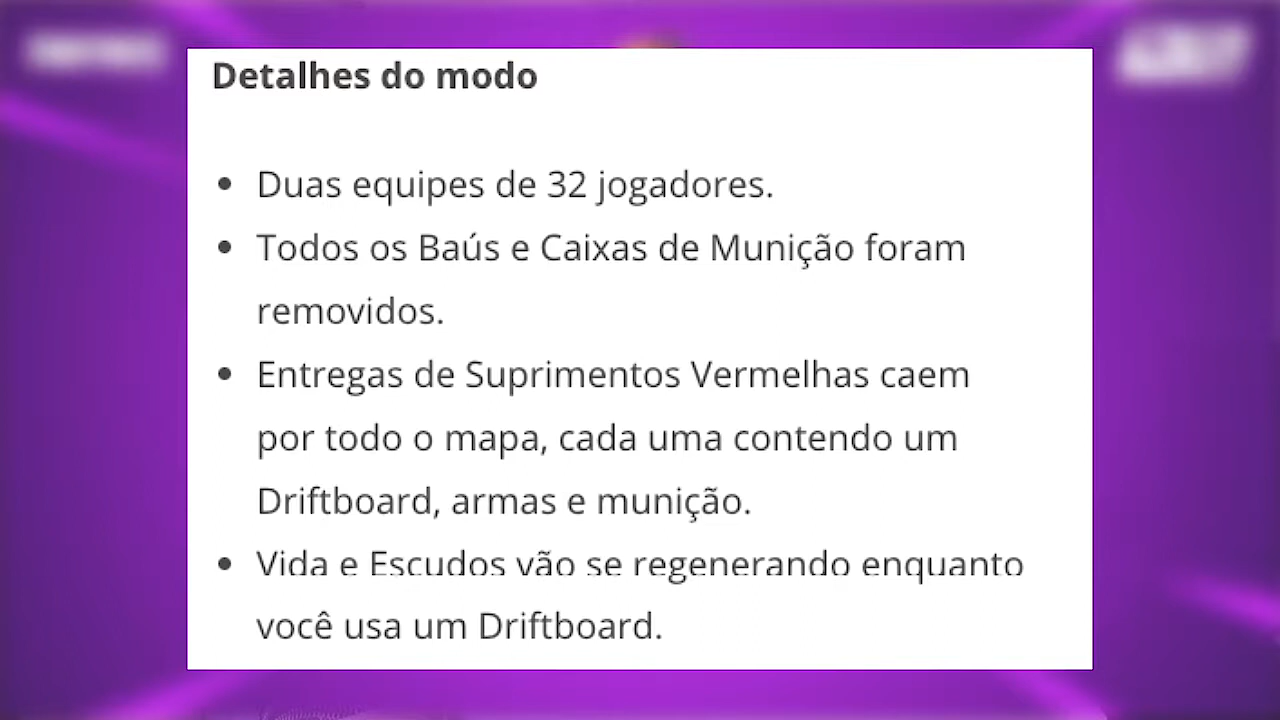 Detalhes do modo
• Duas equipes de 32 jogadores.
• Todos os Baús e Caixas de Munição foram
removidos.
• Entregas de Suprimentos Vermelhas caem
por todo o mapa, cada uma contendo um
Driftboard, armas e munição.
• Vida e Escudos vão se regenerando enquanto
você usa um Driftboard.